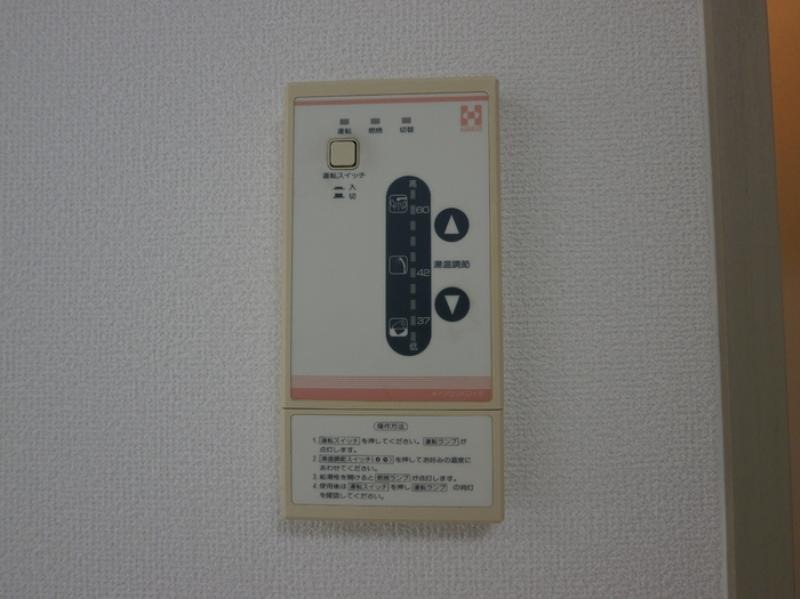 運転 燃焼 切替
運転スイッチ
入
切
高
60
42
湯温調節
37
低
操作方法
1. 運転スイッチ を押してください。 運転ランプ が
点灯します。
2. 湯温調節スイッチ を押してお好みの温度に
あわせてください。
3. 給湯栓を開けると 燃焼ランプ が点灯します。
4. 使用後は 運転スイッチ を押し 運転ランプ の消灯
を確認してください。